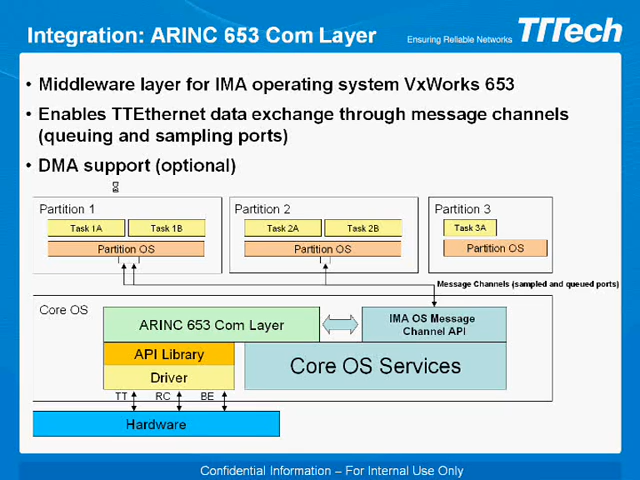 Integration: ARINC 653 Com Layer
Ensuring Reliable Networks
TTTech
• Middleware layer for IMA operating system VxWorks 653
• Enables TTEthernet data exchange through message channels
(queuing and sampling ports)
• DMA support (optional)
Partition 1
Task 1A
Task 1B
Partition OS
Partition 2
Task 2A
Task 2B
Partition OS
Partition 3
Task 3A
Partition OS
Message Channels (sampled and queued ports)
Core OS
ARINC 653 Com Layer
IMA OS Message
Channel API
API Library
Driver
Core OS Services
TT
RC
BE
Hardware
Confidential Information – For Internal Use Only